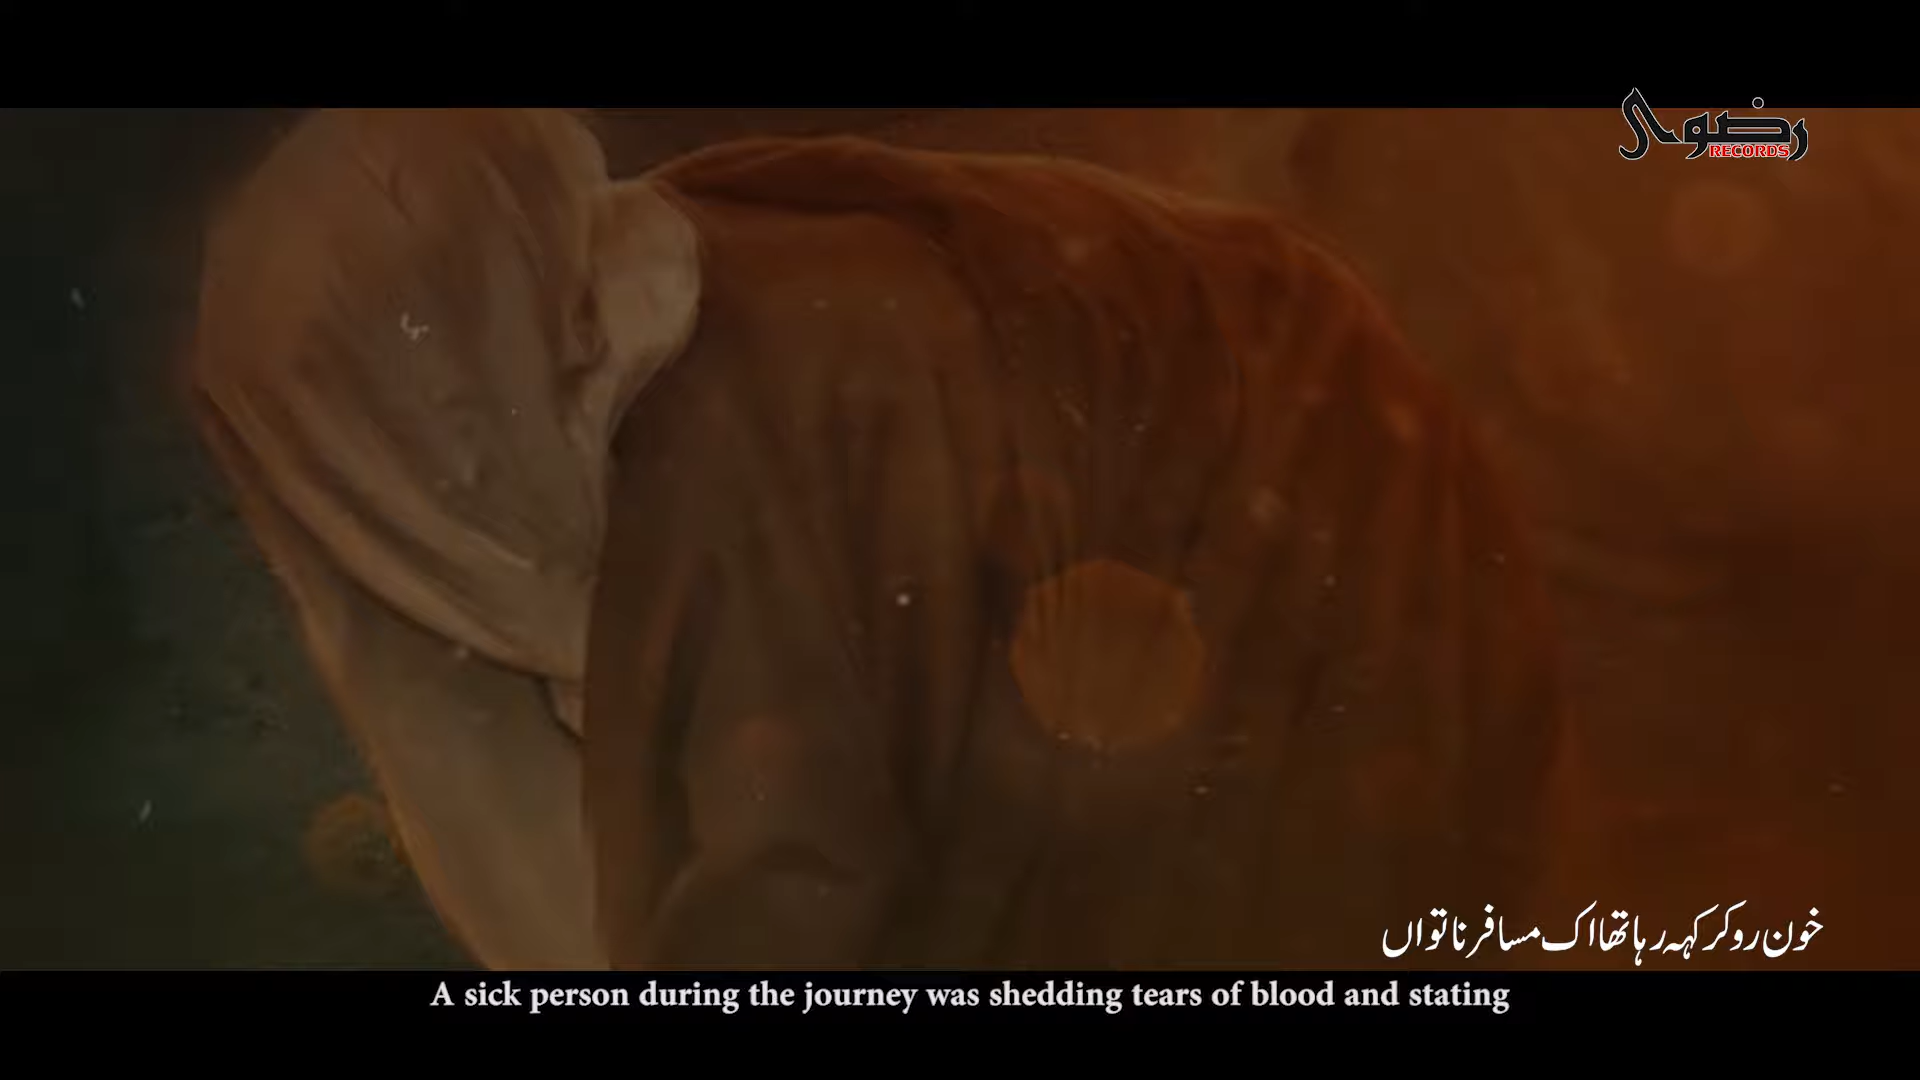 رضوی
RECORDS
خون رو کر کہہ رہا تھا اک مسافر ناتواں
A sick person during the journey was shedding tears of blood and stating